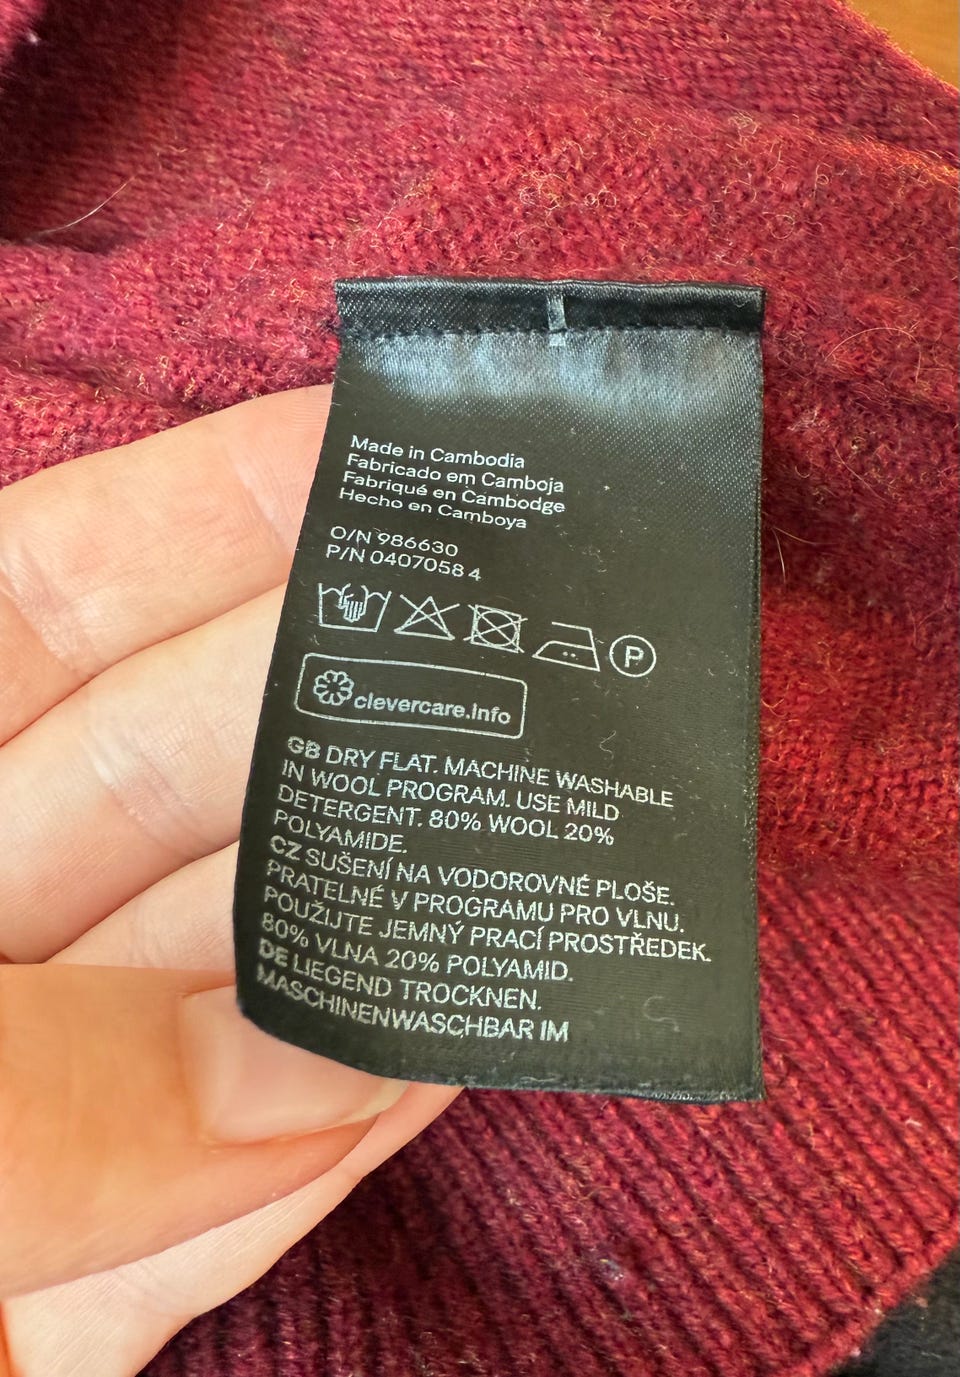 Made in Cambodia
Fabricado em Camboja
Fabriqué en Cambodge
Hecho en Camboya
O/N 986630
P/N 0407058 4
P
clevercare.info
GB DRY FLAT. MACHINE WASHABLE
IN WOOL PROGRAM. USE MILD
DETERGENT. 80% WOOL 20%
POLYAMIDE.
CZ SUŠENÍ NA VODOROVNÉ PLOŠE.
PRATELNÉ V PROGRAMU PRO VLNU.
POUŽIJTE JEMNÝ PRACÍ PROSTŘEDEK.
80% VLNA 20% POLYAMID.
DE LIEGEND TROCKNEN.
MASCHINENWASCHBAR IM